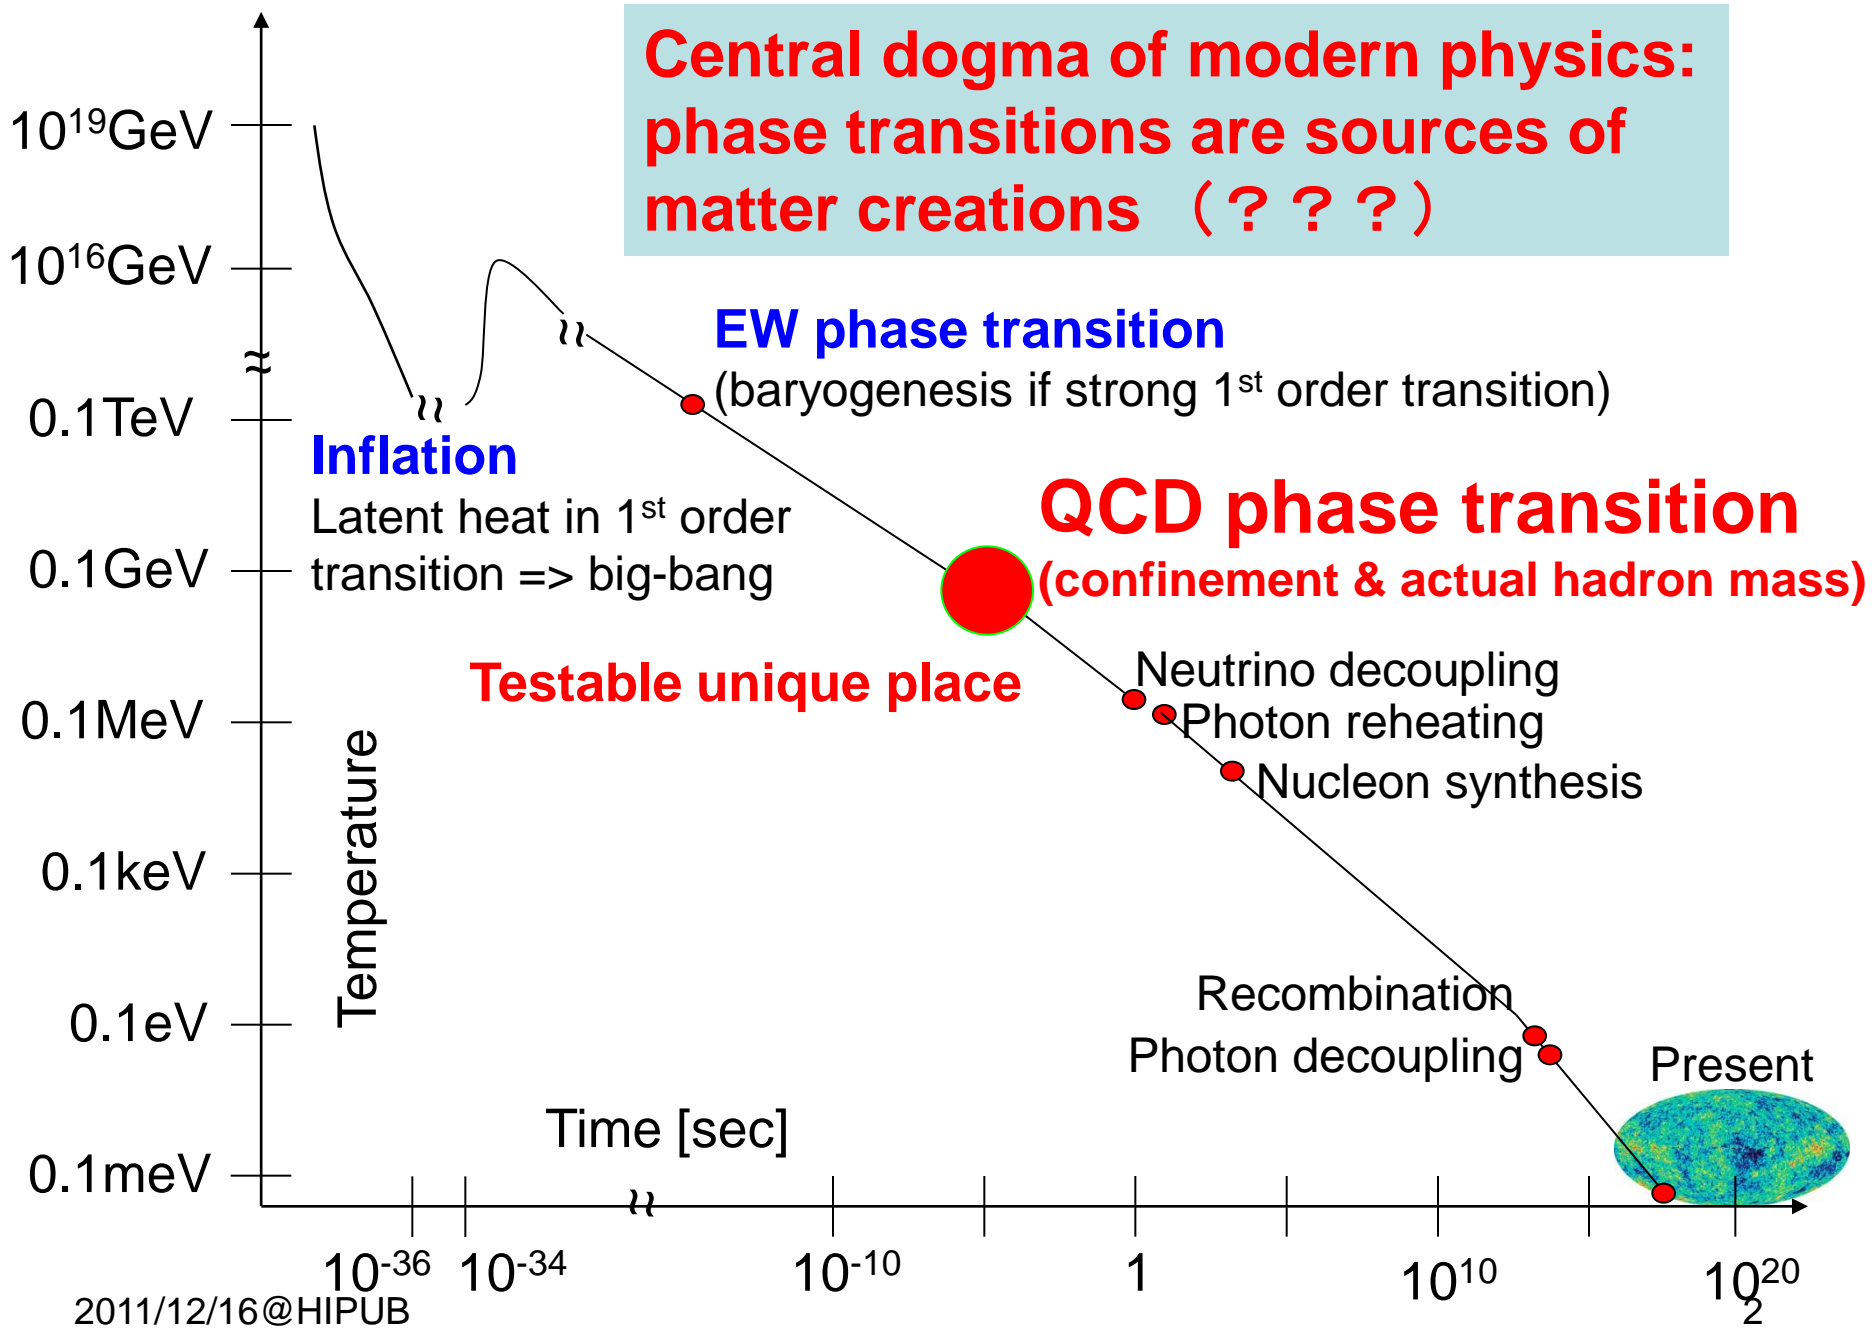 Central dogma of modern physics:
phase transitions are sources of
matter creations （？？？）
10¹⁹GeV
10¹⁶GeV
0.1TeV
0.1GeV
0.1MeV
0.1keV
0.1eV
0.1meV
Temperature
EW phase transition
(baryogenesis if strong 1ˢᵗ order transition)
Inflation
Latent heat in 1ˢᵗ order
transition => big-bang
QCD phase transition
(confinement & actual hadron mass)
Testable unique place
Neutrino decoupling
Photon reheating
Nucleon synthesis
Recombination
Photon decoupling
Present
Time [sec]
10⁻³⁶ 10⁻³⁴ 10⁻¹⁰ 1 10¹⁰ 10²⁰
2011/12/16@HIPUB
2